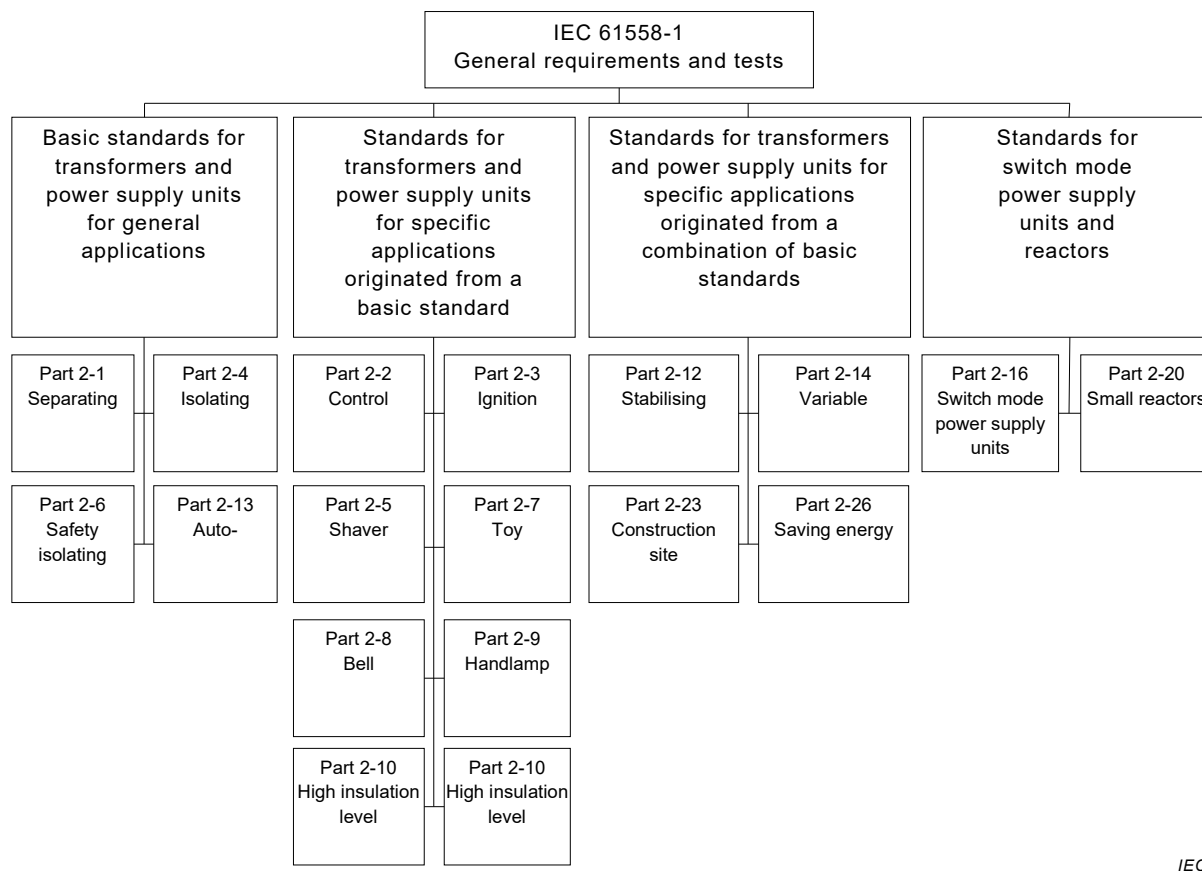 IEC 61558-1
General requirements and tests
Basic standards for
transformers and
power supply units
for general
applications
Standards for
transformers and
power supply units
for specific
applications
originated from a
basic standard
Standards for transformers
and power supply units for
specific applications
originated from a
combination of basic
standards
Standards for
switch mode
power supply
units and
reactors
Part 2-1
Separating
Part 2-4
Isolating
Part 2-2
Control
Part 2-3
Ignition
Part 2-12
Stabilising
Part 2-14
Variable
Part 2-16
Switch mode
power supply
units
Part 2-20
Small reactors
Part 2-6
Safety
isolating
Part 2-13
Auto-
Part 2-5
Shaver
Part 2-7
Toy
Part 2-23
Construction
site
Part 2-26
Saving energy
Part 2-8
Bell
Part 2-9
Handlamp
Part 2-10
High insulation
level
Part 2-10
High insulation
level
IEC